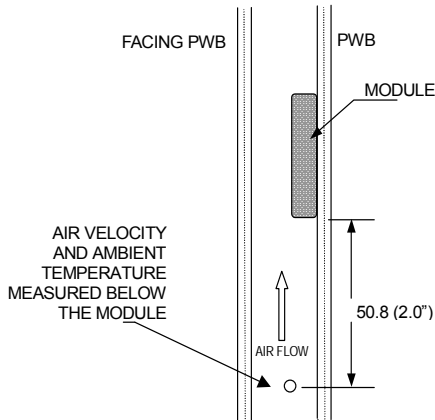 FACING PWB
PWB
MODULE
AIR VELOCITY
AND AMBIENT
TEMPERATURE
MEASURED BELOW
THE MODULE
AIR FLOW
50.8 (2.0")